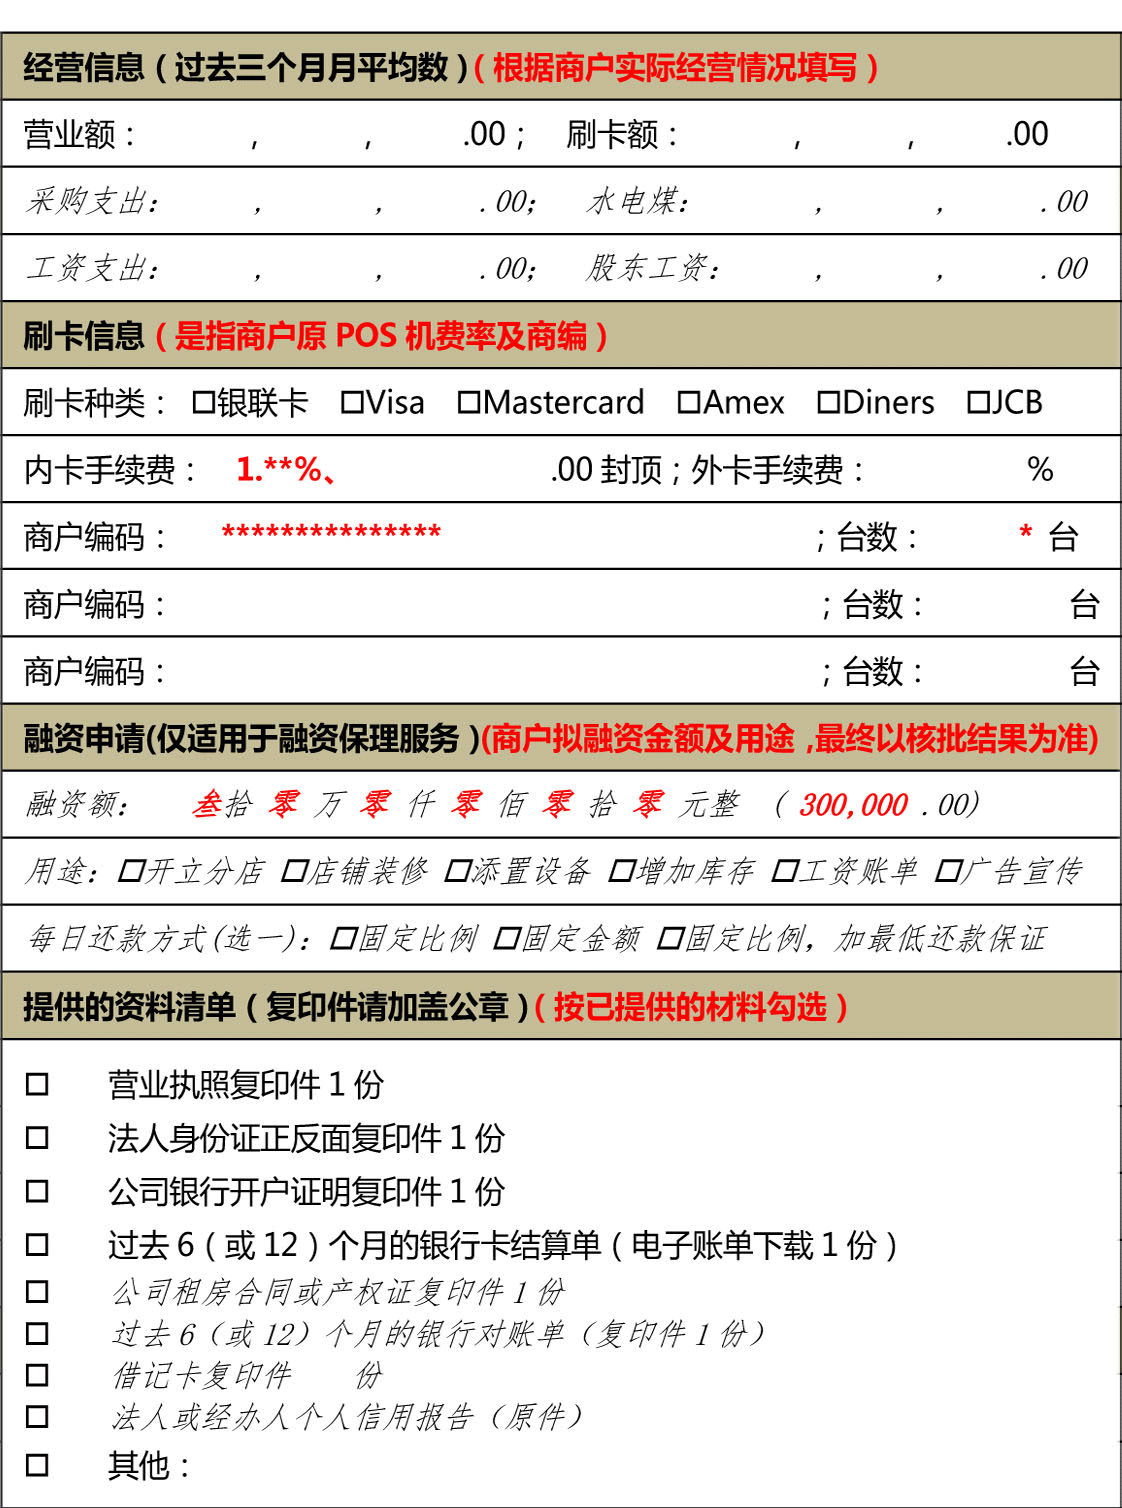 经营信息（过去三个月月平均数）（根据商户实际经营情况填写）
营业额： , , .00； 刷卡额： , , .00
采购支出： , , .00； 水电煤： , , .00
工资支出： , , .00； 股东工资： , , .00
刷卡信息（是指商户原 POS 机费率及商编）
刷卡种类： □银联卡 □Visa □Mastercard □Amex □Diners □JCB
内卡手续费： 1.**%、 .00 封顶；外卡手续费： %
商户编码： *************** ；台数： * 台
商户编码： ；台数： 台
商户编码： ；台数： 台
融资申请(仅适用于融资保理服务）(商户拟融资金额及用途,最终以核批结果为准)
融资额： 叁拾 零 万 零 仟 零 佰 零 拾 零 元整 （ 300,000 .00)
用途：□开立分店 □店铺装修 □添置设备 □增加库存 □工资账单 □广告宣传
每日还款方式(选一)：□固定比例 □固定金额 □固定比例，加最低还款保证
提供的资料清单（复印件请加盖公章）（按已提供的材料勾选）
□ 营业执照复印件 1 份
□ 法人身份证正反面复印件 1 份
□ 公司银行开户证明复印件 1 份
□ 过去 6（或 12）个月的银行卡结算单（电子账单下载 1 份）
□ 公司租房合同或产权证复印件 1 份
□ 过去 6（或 12）个月的银行对账单（复印件 1 份）
□ 借记卡复印件 份
□ 法人或经办人个人信用报告（原件）
□ 其他：